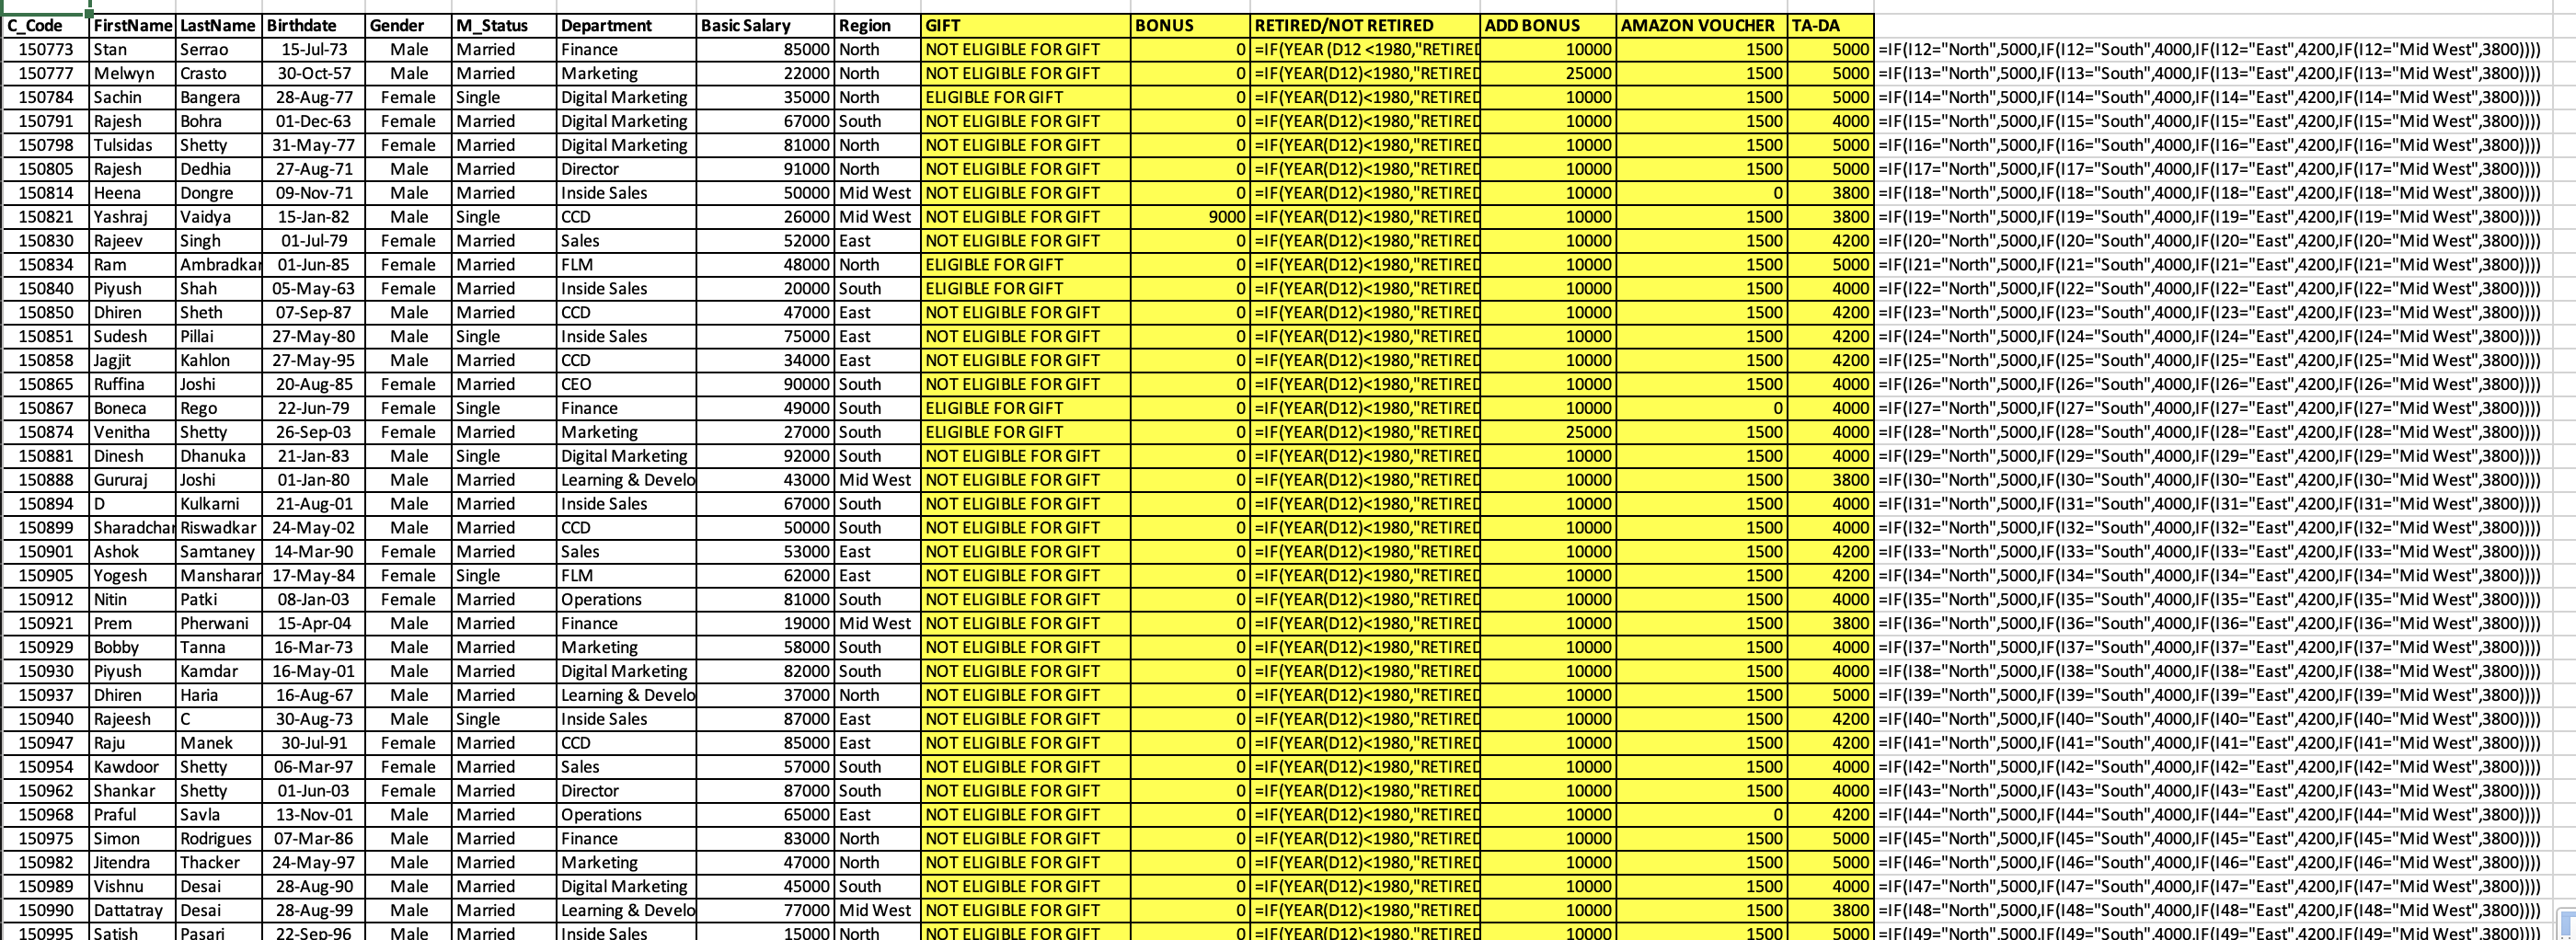 C_Code FirstName LastName Birthdate Gender M_Status Department Basic Salary Region GIFT BONUS RETIRED/NOT RETIRED ADD BONUS AMAZON VOUCHER TA-DA
150773 Stan Serrao 15-Jul-73 Male Married Finance 85000 North NOT ELIGIBLE FOR GIFT 0 =IF(YEAR (D12 <1980,"RETIRED 10000 1500 5000 =IF(I12="North",5000,IF(I12="South",4000,IF(I12="East",4200,IF(I12="Mid West",3800))))
150777 Melwyn Crasto 30-Oct-57 Male Married Marketing 22000 North NOT ELIGIBLE FOR GIFT 0 =IF(YEAR(D12)<1980,"RETIRED 25000 1500 5000 =IF(I13="North",5000,IF(I13="South",4000,IF(I13="East",4200,IF(I13="Mid West",3800))))
150784 Sachin Bangera 28-Aug-77 Female Single Digital Marketing 35000 North ELIGIBLE FOR GIFT 0 =IF(YEAR(D12)<1980,"RETIRED 10000 1500 5000 =IF(I14="North",5000,IF(I14="South",4000,IF(I14="East",4200,IF(I14="Mid West",3800))))
150791 Rajesh Bohra 01-Dec-63 Female Married Digital Marketing 67000 South NOT ELIGIBLE FOR GIFT 0 =IF(YEAR(D12)<1980,"RETIRED 10000 1500 4000 =IF(I15="North",5000,IF(I15="South",4000,IF(I15="East",4200,IF(I15="Mid West",3800))))
150798 Tulsidas Shetty 31-May-77 Female Married Digital Marketing 81000 North NOT ELIGIBLE FOR GIFT 0 =IF(YEAR(D12)<1980,"RETIRED 10000 1500 5000 =IF(I16="North",5000,IF(I16="South",4000,IF(I16="East",4200,IF(I16="Mid West",3800))))
150805 Rajesh Dedhia 27-Aug-71 Male Married Director 91000 North NOT ELIGIBLE FOR GIFT 0 =IF(YEAR(D12)<1980,"RETIRED 10000 1500 5000 =IF(I17="North",5000,IF(I17="South",4000,IF(I17="East",4200,IF(I17="Mid West",3800))))
150814 Heena Dongre 09-Nov-71 Male Married Inside Sales 50000 Mid West NOT ELIGIBLE FOR GIFT 0 =IF(YEAR(D12)<1980,"RETIRED 10000 0 3800 =IF(I18="North",5000,IF(I18="South",4000,IF(I18="East",4200,IF(I18="Mid West",3800))))
150821 Yashraj Vaidya 15-Jan-82 Male Single CCD 26000 Mid West NOT ELIGIBLE FOR GIFT 9000 =IF(YEAR(D12)<1980,"RETIRED 10000 1500 3800 =IF(I19="North",5000,IF(I19="South",4000,IF(I19="East",4200,IF(I19="Mid West",3800))))
150830 Rajeev Singh 01-Jul-79 Female Married Sales 52000 East NOT ELIGIBLE FOR GIFT 0 =IF(YEAR(D12)<1980,"RETIRED 10000 1500 4200 =IF(I20="North",5000,IF(I20="South",4000,IF(I20="East",4200,IF(I20="Mid West",3800))))
150834 Ram Ambradkar 01-Jun-85 Female Married FLM 48000 North ELIGIBLE FOR GIFT 0 =IF(YEAR(D12)<1980,"RETIRED 10000 1500 5000 =IF(I21="North",5000,IF(I21="South",4000,IF(I21="East",4200,IF(I21="Mid West",3800))))
150840 Piyush Shah 05-May-63 Female Married Inside Sales 20000 South ELIGIBLE FOR GIFT 0 =IF(YEAR(D12)<1980,"RETIRED 10000 1500 4000 =IF(I22="North",5000,IF(I22="South",4000,IF(I22="East",4200,IF(I22="Mid West",3800))))
150850 Dhiren Sheth 07-Sep-87 Male Married CCD 47000 East NOT ELIGIBLE FOR GIFT 0 =IF(YEAR(D12)<1980,"RETIRED 10000 1500 4200 =IF(I23="North",5000,IF(I23="South",4000,IF(I23="East",4200,IF(I23="Mid West",3800))))
150851 Sudesh Pillai 27-May-80 Male Single Inside Sales 75000 East NOT ELIGIBLE FOR GIFT 0 =IF(YEAR(D12)<1980,"RETIRED 10000 1500 4200 =IF(I24="North",5000,IF(I24="South",4000,IF(I24="East",4200,IF(I24="Mid West",3800))))
150858 Jagjit Kahlon 27-May-95 Male Married CCD 34000 East NOT ELIGIBLE FOR GIFT 0 =IF(YEAR(D12)<1980,"RETIRED 10000 1500 4200 =IF(I25="North",5000,IF(I25="South",4000,IF(I25="East",4200,IF(I25="Mid West",3800))))
150865 Ruffina Joshi 20-Aug-85 Female Married CEO 90000 South NOT ELIGIBLE FOR GIFT 0 =IF(YEAR(D12)<1980,"RETIRED 10000 1500 4000 =IF(I26="North",5000,IF(I26="South",4000,IF(I26="East",4200,IF(I26="Mid West",3800))))
150867 Boneca Rego 22-Jun-79 Female Single Finance 49000 South ELIGIBLE FOR GIFT 0 =IF(YEAR(D12)<1980,"RETIRED 10000 0 4000 =IF(I27="North",5000,IF(I27="South",4000,IF(I27="East",4200,IF(I27="Mid West",3800))))
150874 Venitha Shetty 26-Sep-03 Female Married Marketing 27000 South ELIGIBLE FOR GIFT 0 =IF(YEAR(D12)<1980,"RETIRED 25000 1500 4000 =IF(I28="North",5000,IF(I28="South",4000,IF(I28="East",4200,IF(I28="Mid West",3800))))
150881 Dinesh Dhanuka 21-Jan-83 Male Single Digital Marketing 92000 South NOT ELIGIBLE FOR GIFT 0 =IF(YEAR(D12)<1980,"RETIRED 10000 1500 4000 =IF(I29="North",5000,IF(I29="South",4000,IF(I29="East",4200,IF(I29="Mid West",3800))))
150888 Gururaj Joshi 01-Jan-80 Male Married Learning & Develo 43000 Mid West NOT ELIGIBLE FOR GIFT 0 =IF(YEAR(D12)<1980,"RETIRED 10000 1500 3800 =IF(I30="North",5000,IF(I30="South",4000,IF(I30="East",4200,IF(I30="Mid West",3800))))
150894 D Kulkarni 21-Aug-01 Male Married Inside Sales 67000 South NOT ELIGIBLE FOR GIFT 0 =IF(YEAR(D12)<1980,"RETIRED 10000 1500 4000 =IF(I31="North",5000,IF(I31="South",4000,IF(I31="East",4200,IF(I31="Mid West",3800))))
150899 Sharadchar Riswadkar 24-May-02 Male Married CCD 50000 South NOT ELIGIBLE FOR GIFT 0 =IF(YEAR(D12)<1980,"RETIRED 10000 1500 4000 =IF(I32="North",5000,IF(I32="South",4000,IF(I32="East",4200,IF(I32="Mid West",3800))))
150901 Ashok Samtaney 14-Mar-90 Female Married Sales 53000 East NOT ELIGIBLE FOR GIFT 0 =IF(YEAR(D12)<1980,"RETIRED 10000 1500 4200 =IF(I33="North",5000,IF(I33="South",4000,IF(I33="East",4200,IF(I33="Mid West",3800))))
150905 Yogesh Mansharar 17-May-84 Female Single FLM 62000 East NOT ELIGIBLE FOR GIFT 0 =IF(YEAR(D12)<1980,"RETIRED 10000 1500 4200 =IF(I34="North",5000,IF(I34="South",4000,IF(I34="East",4200,IF(I34="Mid West",3800))))
150912 Nitin Patki 08-Jan-03 Female Married Operations 81000 South NOT ELIGIBLE FOR GIFT 0 =IF(YEAR(D12)<1980,"RETIRED 10000 1500 4000 =IF(I35="North",5000,IF(I35="South",4000,IF(I35="East",4200,IF(I35="Mid West",3800))))
150921 Prem Pherwani 15-Apr-04 Male Married Finance 19000 Mid West NOT ELIGIBLE FOR GIFT 0 =IF(YEAR(D12)<1980,"RETIRED 10000 1500 3800 =IF(I36="North",5000,IF(I36="South",4000,IF(I36="East",4200,IF(I36="Mid West",3800))))
150929 Bobby Tanna 16-Mar-73 Male Married Marketing 58000 South NOT ELIGIBLE FOR GIFT 0 =IF(YEAR(D12)<1980,"RETIRED 10000 1500 4000 =IF(I37="North",5000,IF(I37="South",4000,IF(I37="East",4200,IF(I37="Mid West",3800))))
150930 Piyush Kamdar 16-May-01 Male Married Digital Marketing 82000 South NOT ELIGIBLE FOR GIFT 0 =IF(YEAR(D12)<1980,"RETIRED 10000 1500 4000 =IF(I38="North",5000,IF(I38="South",4000,IF(I38="East",4200,IF(I38="Mid West",3800))))
150937 Dhiren Haria 16-Aug-67 Male Married Learning & Develo 37000 North NOT ELIGIBLE FOR GIFT 0 =IF(YEAR(D12)<1980,"RETIRED 10000 1500 5000 =IF(I39="North",5000,IF(I39="South",4000,IF(I39="East",4200,IF(I39="Mid West",3800))))
150940 Rajeesh C 30-Aug-73 Male Single Inside Sales 87000 East NOT ELIGIBLE FOR GIFT 0 =IF(YEAR(D12)<1980,"RETIRED 10000 1500 4200 =IF(I40="North",5000,IF(I40="South",4000,IF(I40="East",4200,IF(I40="Mid West",3800))))
150947 Raju Manek 30-Jul-91 Female Married CCD 85000 East NOT ELIGIBLE FOR GIFT 0 =IF(YEAR(D12)<1980,"RETIRED 10000 1500 4200 =IF(I41="North",5000,IF(I41="South",4000,IF(I41="East",4200,IF(I41="Mid West",3800))))
150954 Kawdoor Shetty 06-Mar-97 Female Married Sales 57000 South NOT ELIGIBLE FOR GIFT 0 =IF(YEAR(D12)<1980,"RETIRED 10000 1500 4000 =IF(I42="North",5000,IF(I42="South",4000,IF(I42="East",4200,IF(I42="Mid West",3800))))
150962 Shankar Shetty 01-Jun-03 Female Married Director 87000 South NOT ELIGIBLE FOR GIFT 0 =IF(YEAR(D12)<1980,"RETIRED 10000 1500 4000 =IF(I43="North",5000,IF(I43="South",4000,IF(I43="East",4200,IF(I43="Mid West",3800))))
150968 Praful Savla 13-Nov-01 Male Married Operations 65000 East NOT ELIGIBLE FOR GIFT 0 =IF(YEAR(D12)<1980,"RETIRED 10000 0 4200 =IF(I44="North",5000,IF(I44="South",4000,IF(I44="East",4200,IF(I44="Mid West",3800))))
150975 Simon Rodrigues 07-Mar-86 Male Married Finance 83000 North NOT ELIGIBLE FOR GIFT 0 =IF(YEAR(D12)<1980,"RETIRED 10000 1500 5000 =IF(I45="North",5000,IF(I45="South",4000,IF(I45="East",4200,IF(I45="Mid West",3800))))
150982 Jitendra Thacker 24-May-97 Male Married Marketing 47000 North NOT ELIGIBLE FOR GIFT 0 =IF(YEAR(D12)<1980,"RETIRED 10000 1500 5000 =IF(I46="North",5000,IF(I46="South",4000,IF(I46="East",4200,IF(I46="Mid West",3800))))
150989 Vishnu Desai 28-Aug-90 Male Married Digital Marketing 45000 South NOT ELIGIBLE FOR GIFT 0 =IF(YEAR(D12)<1980,"RETIRED 10000 1500 4000 =IF(I47="North",5000,IF(I47="South",4000,IF(I47="East",4200,IF(I47="Mid West",3800))))
150990 Dattatray Desai 28-Aug-99 Male Married Learning & Develo 77000 Mid West NOT ELIGIBLE FOR GIFT 0 =IF(YEAR(D12)<1980,"RETIRED 10000 1500 3800 =IF(I48="North",5000,IF(I48="South",4000,IF(I48="East",4200,IF(I48="Mid West",3800))))
150995 Satish Pasari 22-Sep-96 Male Married Inside Sales 15000 North NOT ELIGIBLE FOR GIFT 0 =IF(YEAR(D12)<1980,"RETIRED 10000 1500 5000 =IF(I49="North",5000,IF(I49="South",4000,IF(I49="East",4200,IF(I49="Mid West",3800))))